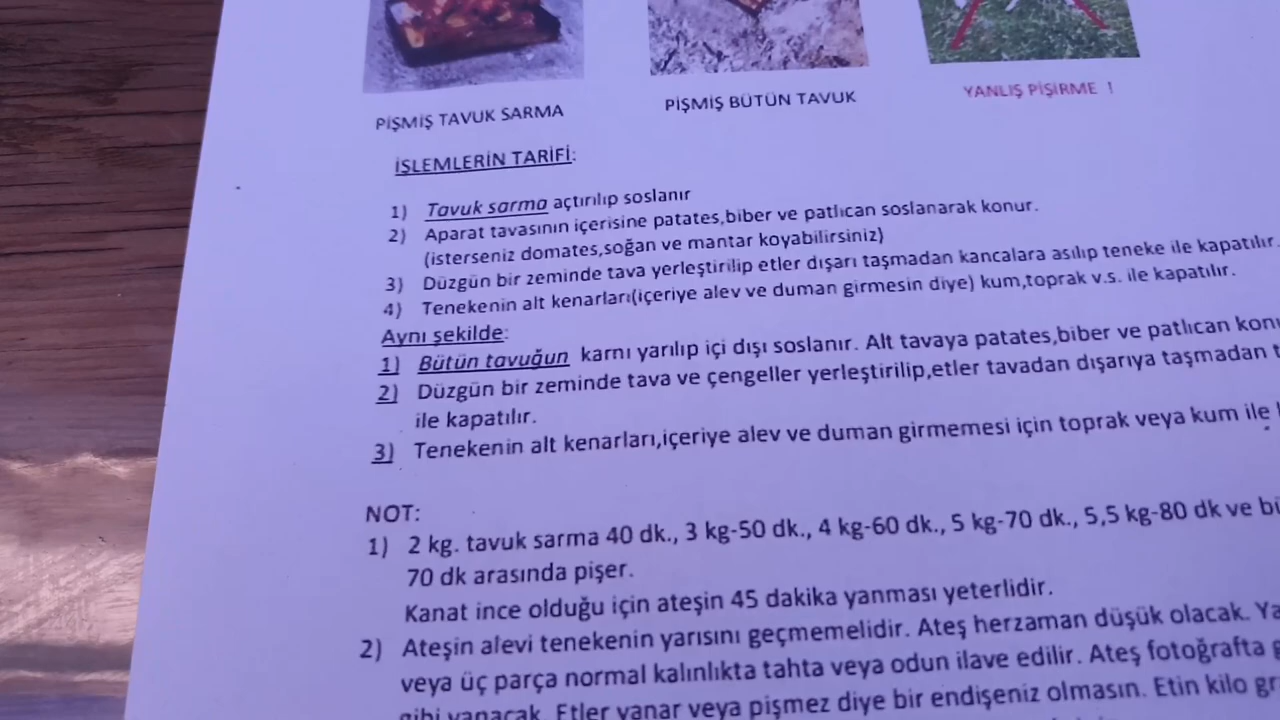 PİŞMİŞ TAVUK SARMA
PİŞMİŞ BÜTÜN TAVUK
YANLIŞ PİŞİRME !
İŞLEMLERİN TARİFİ:
1) Tavuk sarma açtırılıp soslanır
2) Aparat tavasının içerisine patates,biber ve patlıcan soslanarak konur.
(isterseniz domates,soğan ve mantar koyabilirsiniz)
3) Düzgün bir zeminde tava yerleştirilip etler dışarı taşmadan kancalara asılıp teneke ile kapatılır.
4) Tenekenin alt kenarları(içeriye alev ve duman girmesin diye) kum,toprak v.s. ile kapatılır.
Aynı şekilde:
1) Bütün tavuğun karnı yarılıp içi dışı soslanır. Alt tavaya patates,biber ve patlıcan
2) Düzgün bir zeminde tava ve çengeller yerleştirilip,etler tavadan dışarıya taşmadan
ile kapatılır.
3) Tenekenin alt kenarları,içeriye alev ve duman girmemesi için toprak veya kum ile
NOT:
1) 2 kg. tavuk sarma 40 dk., 3 kg-50 dk., 4 kg-60 dk., 5 kg-70 dk., 5,5 kg-80 dk ve
70 dk arasında pişer.
Kanat ince olduğu için ateşin 45 dakika yanması yeterlidir.
2) Ateşin alevi tenekenin yarısını geçmemelidir. Ateş herzaman düşük olacak.
veya üç parça normal kalınlıkta tahta veya odun ilave edilir. Ateş fotoğrafta
gibi yanacak. Etler yanar veya pişmez diye bir endişeniz olmasın. Etin kilo